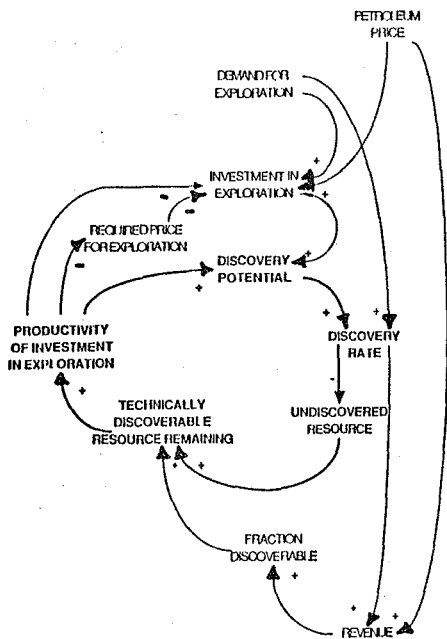 PETROLEUM
PRICE
DEMAND FOR
EXPLORATION
+
INVESTMENT IN
EXPLORATION
-
-
+
REQUIRED PRICE
FOR EXPLORATION
-
+
DISCOVERY
POTENTIAL
+
PRODUCTIVITY
OF INVESTMENT
IN EXPLORATION
+
+
DISCOVERY
RATE
+
-
TECHNICALLY
DISCOVERABLE
RESOURCE REMAINING
UNDISCOVERED
RESOURCE
+ +
FRACTION
DISCOVERABLE
+
+ +
REVENUE